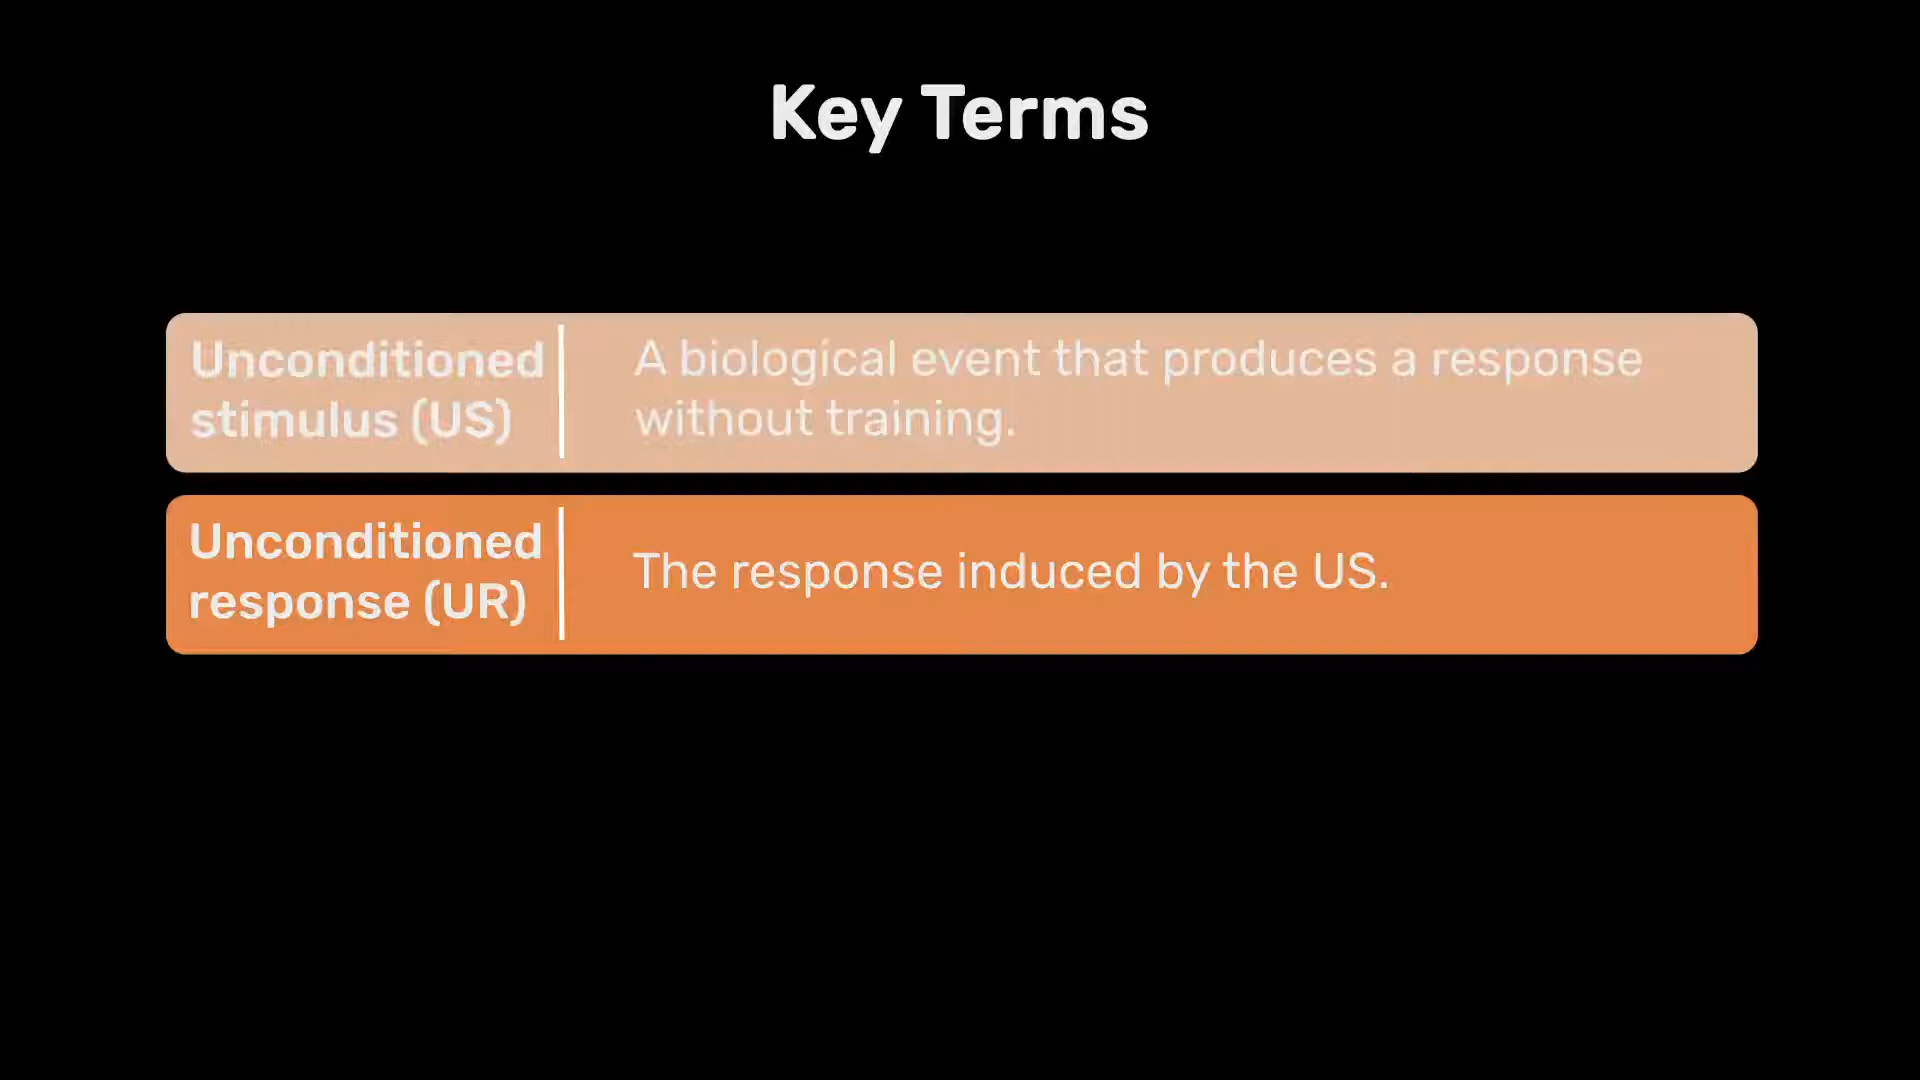 Key Terms
Unconditioned
stimulus (US)
A biological event that produces a response
without training.
Unconditioned
response (UR)
The response induced by the US.